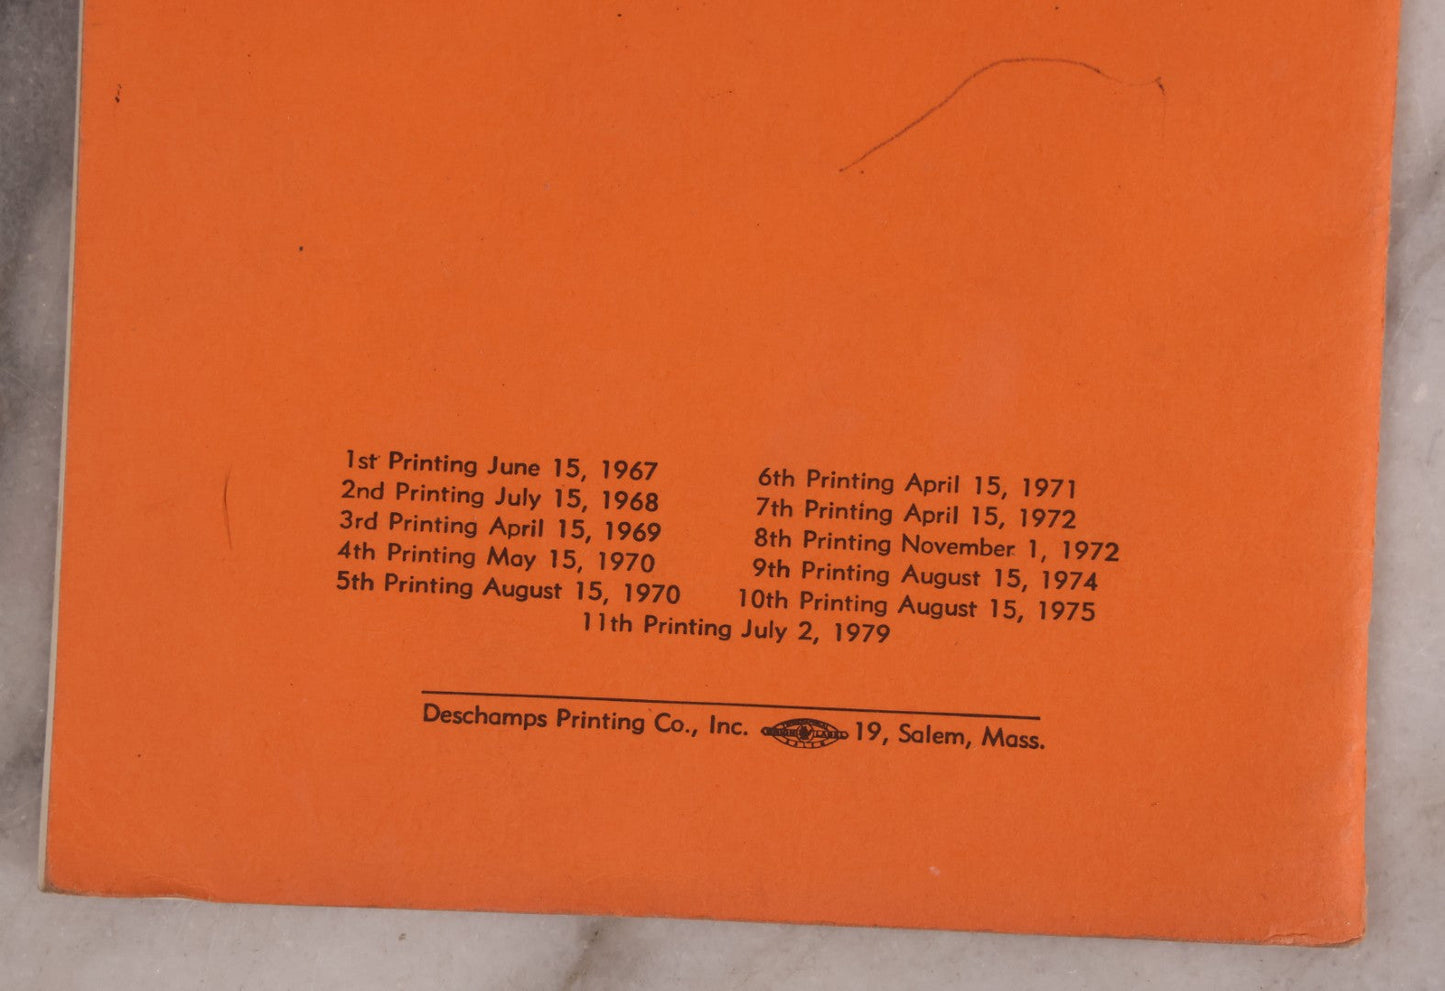 1st Printing June 15, 1967
2nd Printing July 15, 1968
3rd Printing April 15, 1969
4th Printing May 15, 1970
5th Printing August 15, 1970
6th Printing April 15, 1971
7th Printing April 15, 1972
8th Printing November 1, 1972
9th Printing August 15, 1974
10th Printing August 15, 1975
11th Printing July 2, 1979
Deschamps Printing Co., Inc. UNION LABEL 19, Salem, Mass.